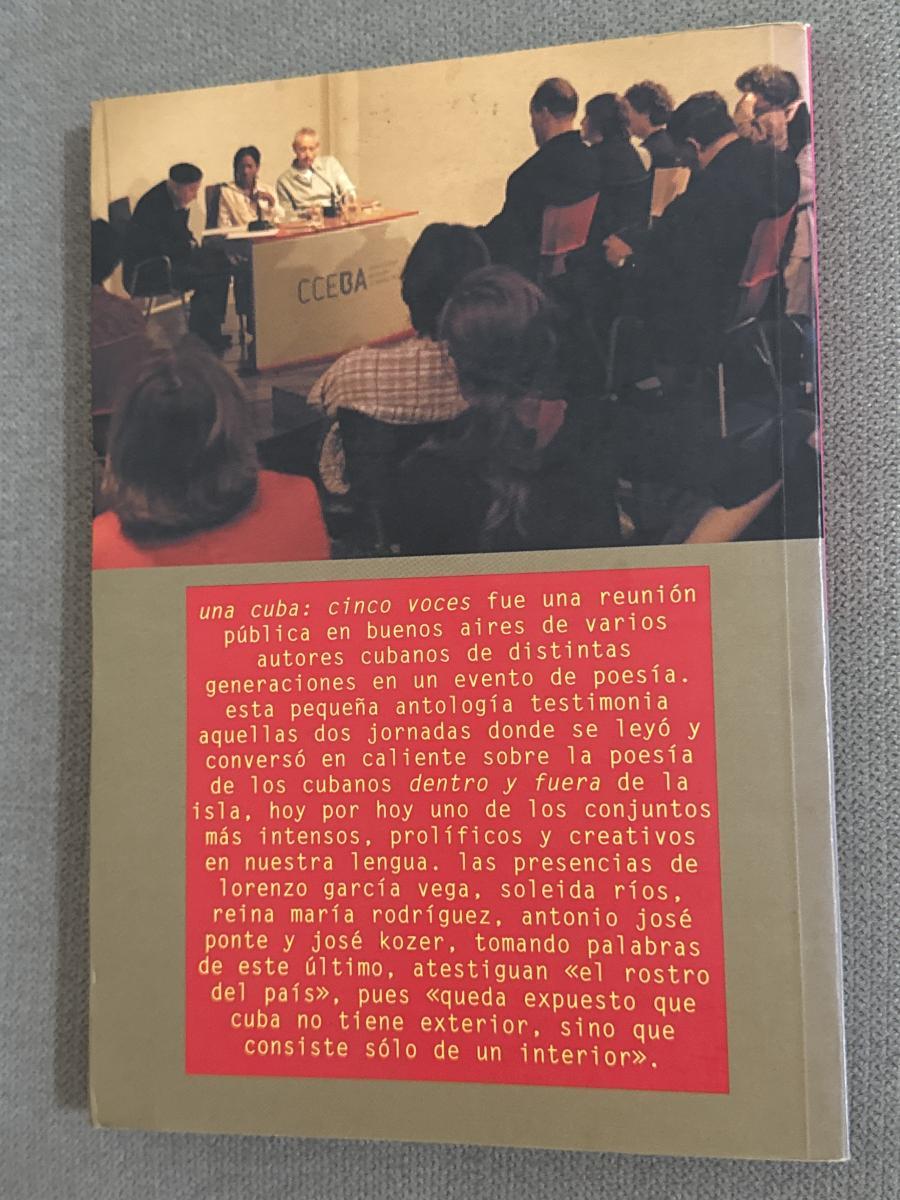 CCEBA
una cuba: cinco voces fue una reunión
pública en buenos aires de varios
autores cubanos de distintas
generaciones en un evento de poesía.
esta pequeña antología testimonia
aquellas dos jornadas donde se leyó y
conversó en caliente sobre la poesía
de los cubanos dentro y fuera de la
isla, hoy por hoy uno de los conjuntos
más intensos, prolíficos y creativos
en nuestra lengua. las presencias de
lorenzo garcía vega, soleida ríos,
reina maría rodríguez, antonio josé
ponte y josé kozer, tomando palabras
de este último, atestiguan «el rostro
del país», pues «queda expuesto que
cuba no tiene exterior, sino que
consiste sólo de un interior».